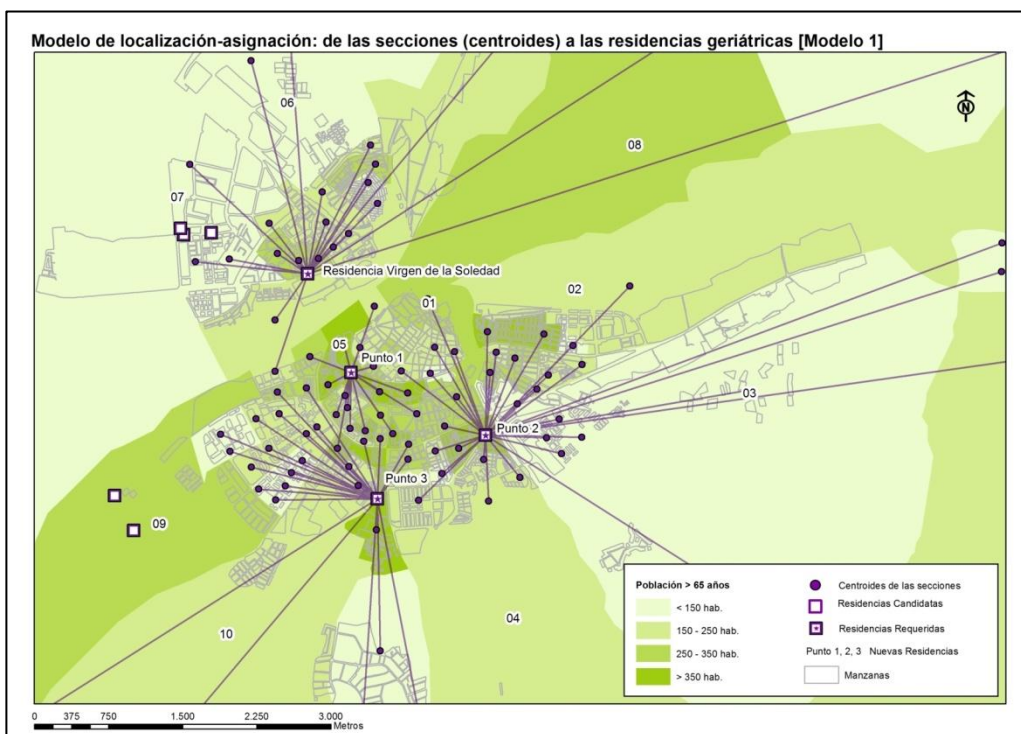 Modelo de localización-asignación: de las secciones (centroides) a las residencias geriátricas [Modelo 1]
06
N
08
07
Residencia Virgen de la Soledad
02
01
05
Punto 1
03
Punto 2
Punto 3
09
10
04
Población > 65 años
< 150 hab.
150 - 250 hab.
250 - 350 hab.
> 350 hab.
Centroides de las secciones
Residencias Candidatas
Residencias Requeridas
Punto 1, 2, 3 Nuevas Residencias
Manzanas
0 375 750 1.500 2.250 3.000
Metros